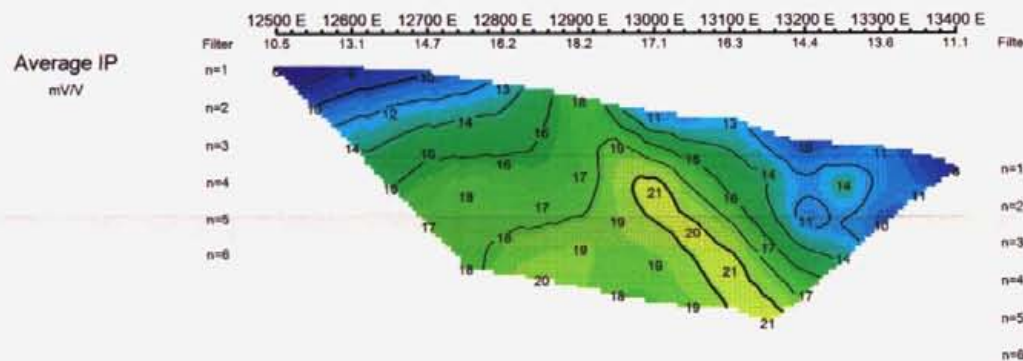 12500 E 12600 E 12700 E 12800 E 12900 E 13000 E 13100 E 13200 E 13300 E 13400 E
Filter 10.5 13.1 14.7 16.2 18.2 17.1 16.3 14.4 13.6 11.1 Filte
Average IP
mV/V
n=1
n=2
n=3
n=4
n=5
n=6
10 13 18
12 14 16 11 13 11
14 16 16 19 15 14 14
17 21 16 11 11
18 17 19 20 17 10
17 18 19 19 21 14
18 20 18 19 17
21
n=1
n=2
n=3
n=4
n=5
n=6